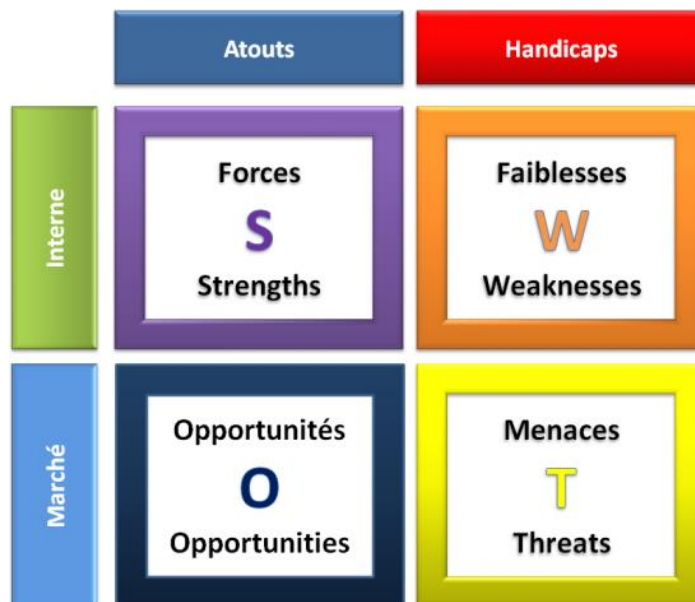 Atouts
Handicaps
Interne
Forces
S
Strengths
Faiblesses
W
Weaknesses
Marché
Opportunités
O
Opportunities
Menaces
T
Threats